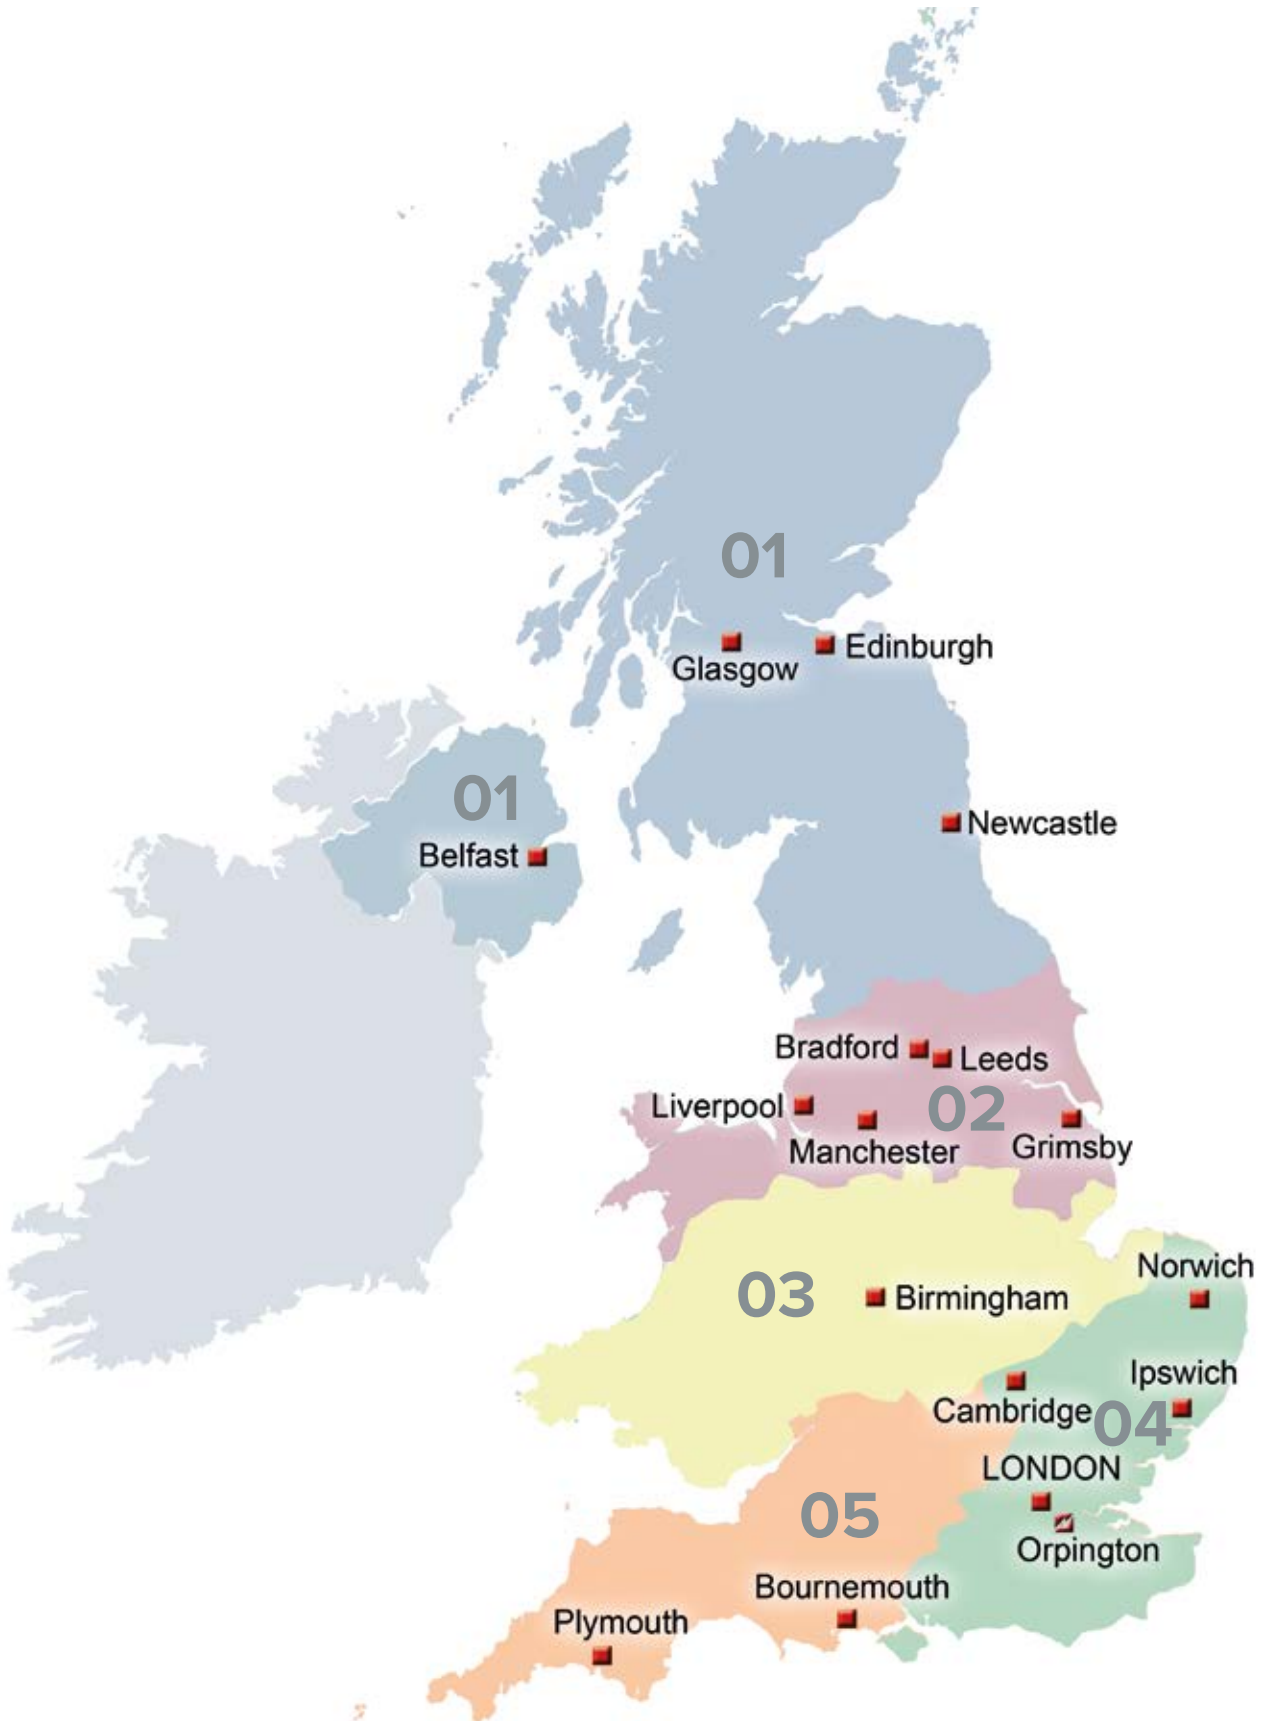 01
Glasgow
Edinburgh
01
Newcastle
Belfast
Bradford
Leeds
Liverpool
02
Manchester
Grimsby
Norwich
03
Birmingham
Ipswich
Cambridge
04
LONDON
05
Orpington
Bournemouth
Plymouth